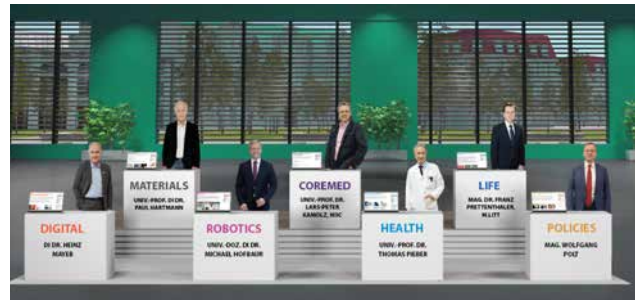 MATERIALS
UNIV.-PROF. DI DR.
PAUL HARTMANN
COREMED
UNIV.-PROF. DR.
LARS-PETER
KAMOLZ, MSC
LIFE
MAG. DR. FRANZ
PRETTENTHALER,
M.LITT
DIGITAL
DI DR. HEINZ
MAYER
ROBOTICS
UNIV.-DOZ. DI DR.
MICHAEL HOFBAUR
HEALTH
UNIV.-PROF. DR.
THOMAS PIEBER
POLICIES
MAG. WOLFGANG
POLT